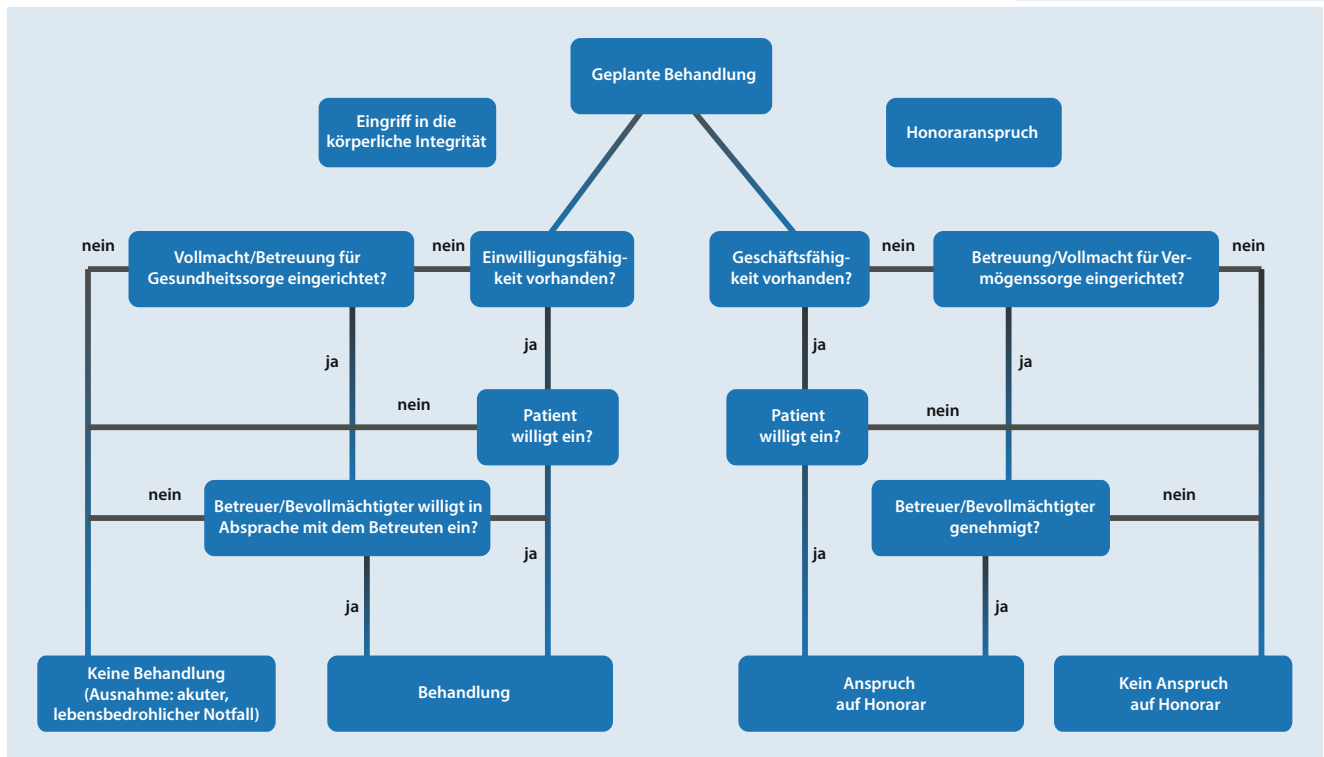 Geplante Behandlung
Eingriff in die
körperliche Integrität
Honoraranspruch
nein
Vollmacht/Betreuung für
Gesundheitssorge eingerichtet?
nein
Einwilligungsfähig-
keit vorhanden?
Geschäftsfähig-
keit vorhanden?
nein
Betreuung/Vollmacht für Ver-
mögenssorge eingerichtet?
nein
ja
ja
ja
ja
nein
Patient
willigt ein?
Patient
willigt ein?
nein
nein
Betreuer/Bevollmächtigter willigt in
Absprache mit dem Betreuten ein?
Betreuer/Bevollmächtigter
genehmigt?
nein
ja
ja
ja
ja
Keine Behandlung
(Ausnahme: akuter,
lebensbedrohlicher Notfall)
Behandlung
Anspruch
auf Honorar
Kein Anspruch
auf Honorar